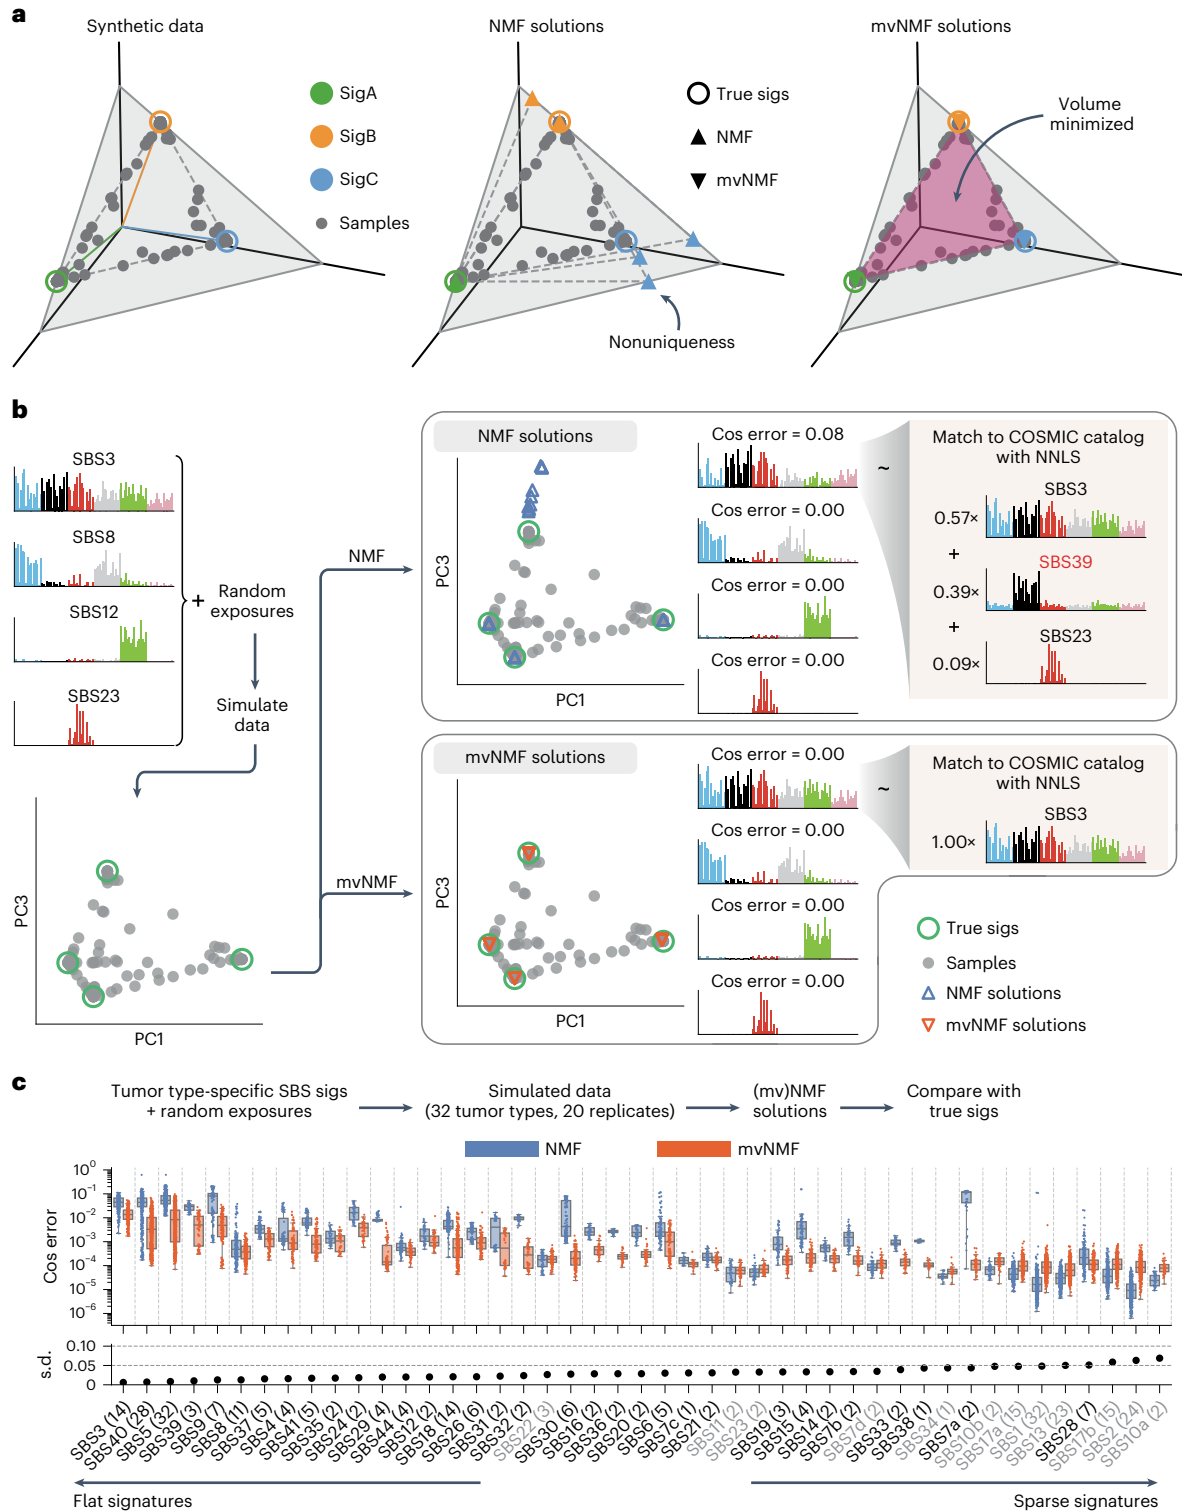 a
Synthetic data
NMF solutions
mvNMF solutions
SigA
SigB
SigC
Samples
True sigs
NMF
mvNMF
Volume
minimized
Nonuniqueness
b
SBS3
SBS8
SBS12
SBS23
+ Random
exposures
Simulate
data
PC3
PC1
NMF
mvNMF
NMF solutions
PC3
PC1
Cos error = 0.08
Cos error = 0.00
Cos error = 0.00
Cos error = 0.00
~
Match to COSMIC catalog
with NNLS
SBS3
0.57×
+
SBS39
0.39×
+
SBS23
0.09×
mvNMF solutions
PC3
PC1
Cos error = 0.00
Cos error = 0.00
Cos error = 0.00
Cos error = 0.00
~
Match to COSMIC catalog
with NNLS
SBS3
1.00×
True sigs
Samples
NMF solutions
mvNMF solutions
c
Tumor type-specific SBS sigs
+ random exposures
Simulated data
(32 tumor types, 20 replicates)
(mv)NMF
solutions
Compare with
true sigs
NMF
mvNMF
Cos error
10⁰
10⁻¹
10⁻²
10⁻³
10⁻⁴
10⁻⁵
10⁻⁶
s.d.
0.10
0.05
0
SBS3 (14)
SBS40 (28)
SBS5 (32)
SBS39 (3)
SBS9 (7)
SBS8 (11)
SBS37 (5)
SBS4 (4)
SBS41 (5)
SBS35 (2)
SBS24 (2)
SBS29 (4)
SBS44 (4)
SBS12 (2)
SBS18 (14)
SBS26 (6)
SBS31 (2)
SBS32 (2)
SBS22 (3)
SBS30 (6)
SBS16 (2)
SBS36 (2)
SBS20 (2)
SBS6 (5)
SBS7c (1)
SBS21 (2)
SBS11 (2)
SBS23 (2)
SBS19 (3)
SBS15 (4)
SBS14 (2)
SBS7b (2)
SBS7d (2)
SBS33 (2)
SBS38 (1)
SBS34 (1)
SBS7a (2)
SBS10b (2)
SBS17a (15)
SBS1 (32)
SBS13 (23)
SBS28 (7)
SBS17b (15)
SBS2 (24)
SBS10a (2)
Flat signatures
Sparse signatures